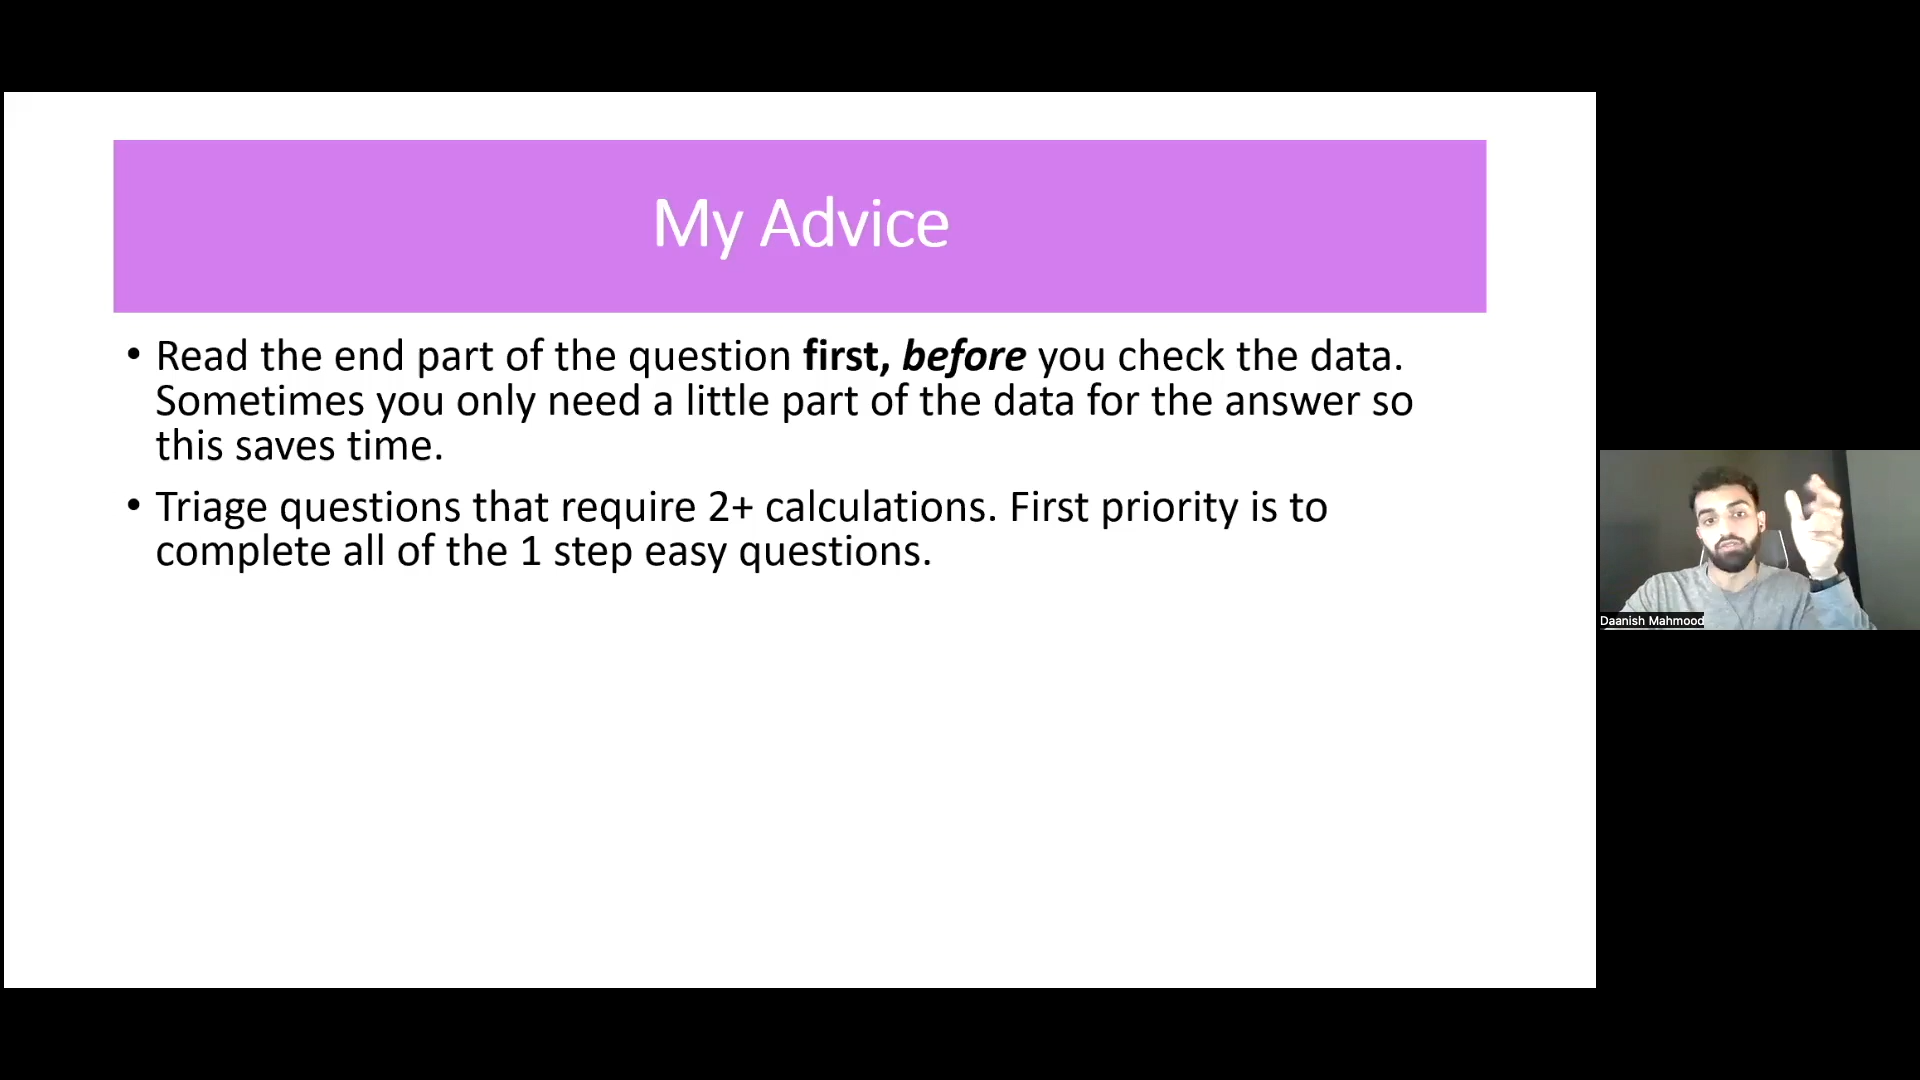 My Advice
• Read the end part of the question first, before you check the data.
Sometimes you only need a little part of the data for the answer so
this saves time.
• Triage questions that require 2+ calculations. First priority is to
complete all of the 1 step easy questions.
Daanish Mahmood